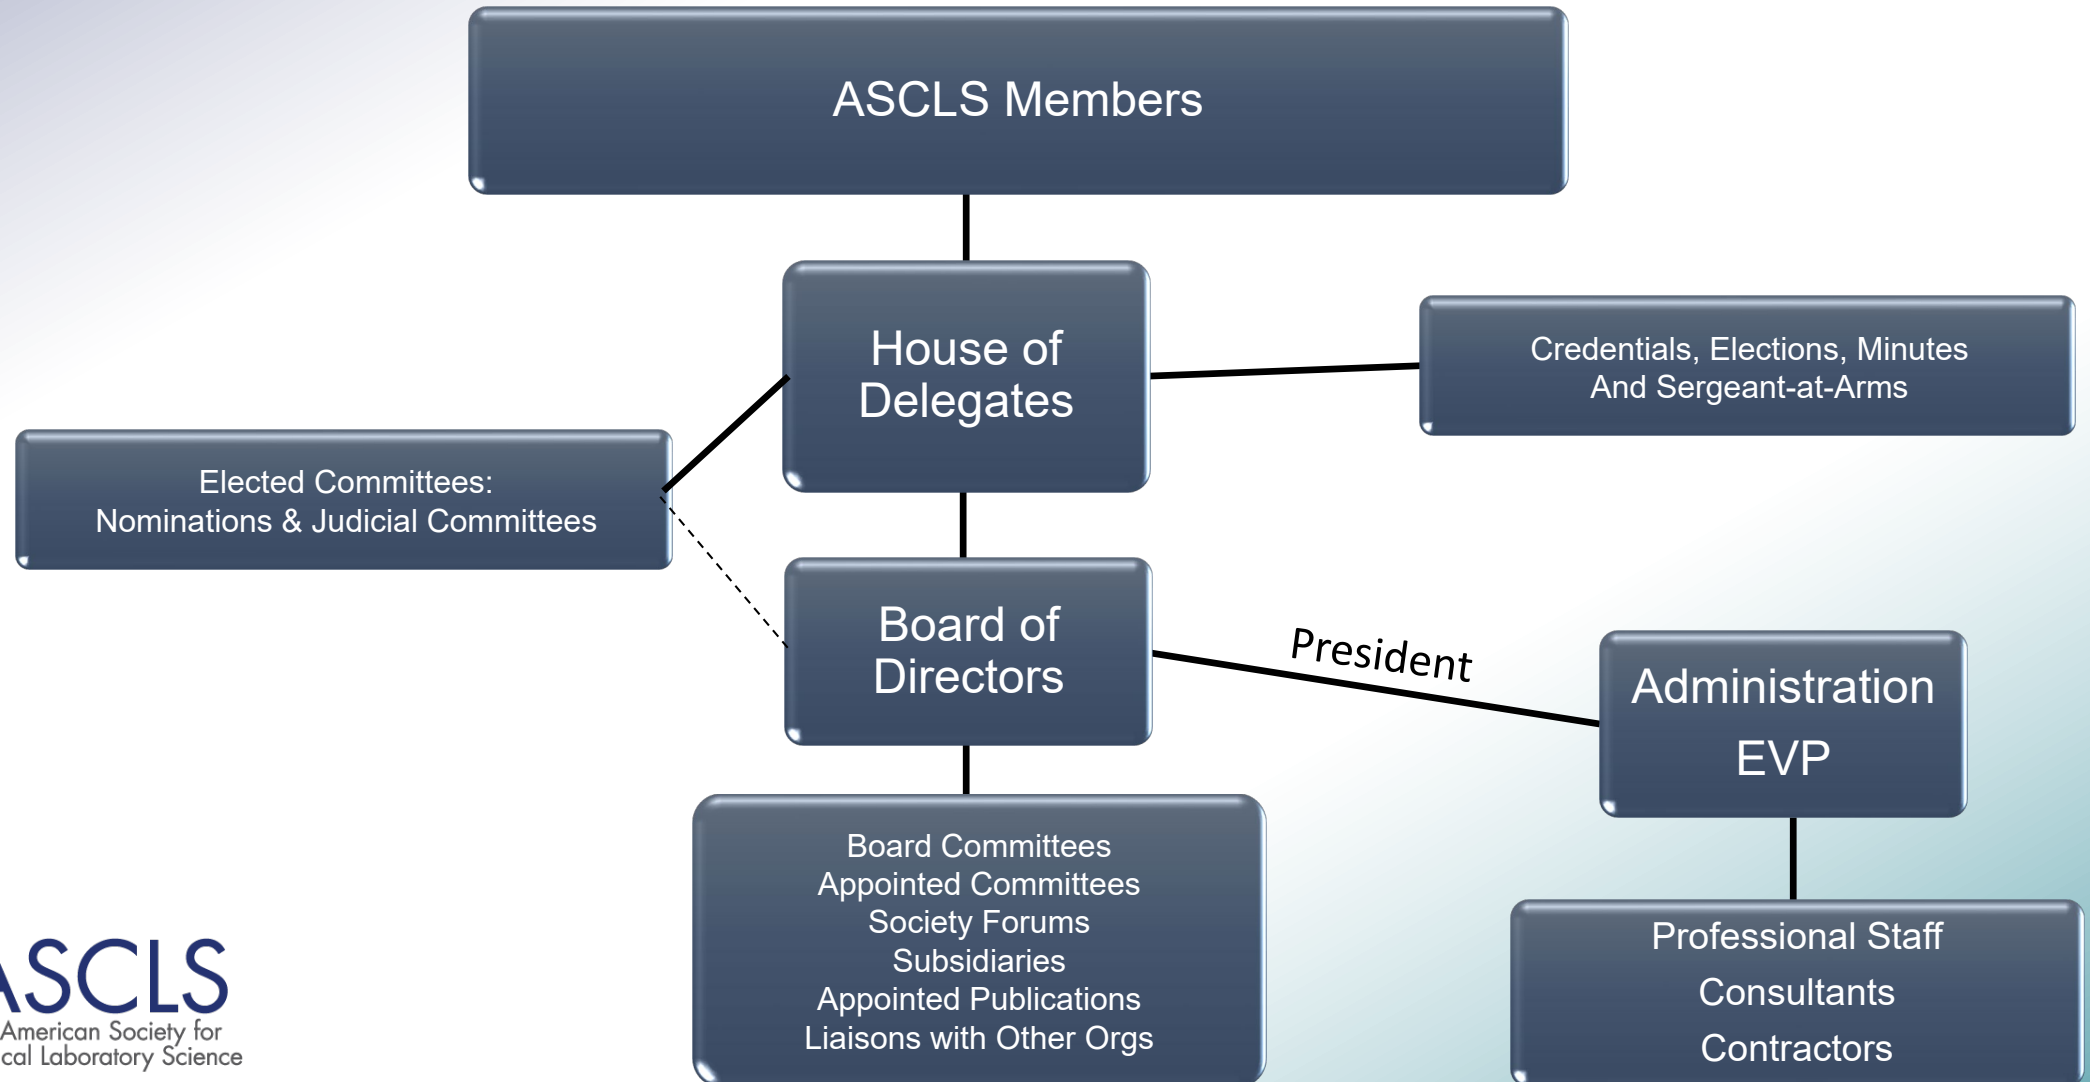 ASCLS Members
House of
Delegates
Credentials, Elections, Minutes
And Sergeant-at-Arms
Elected Committees:
Nominations & Judicial Committees
Board of
Directors
President
Administration
EVP
Board Committees
Appointed Committees
Society Forums
Subsidiaries
Appointed Publications
Liaisons with Other Orgs
Professional Staff
Consultants
Contractors
ASCLS
American Society for
cal Laboratory Science